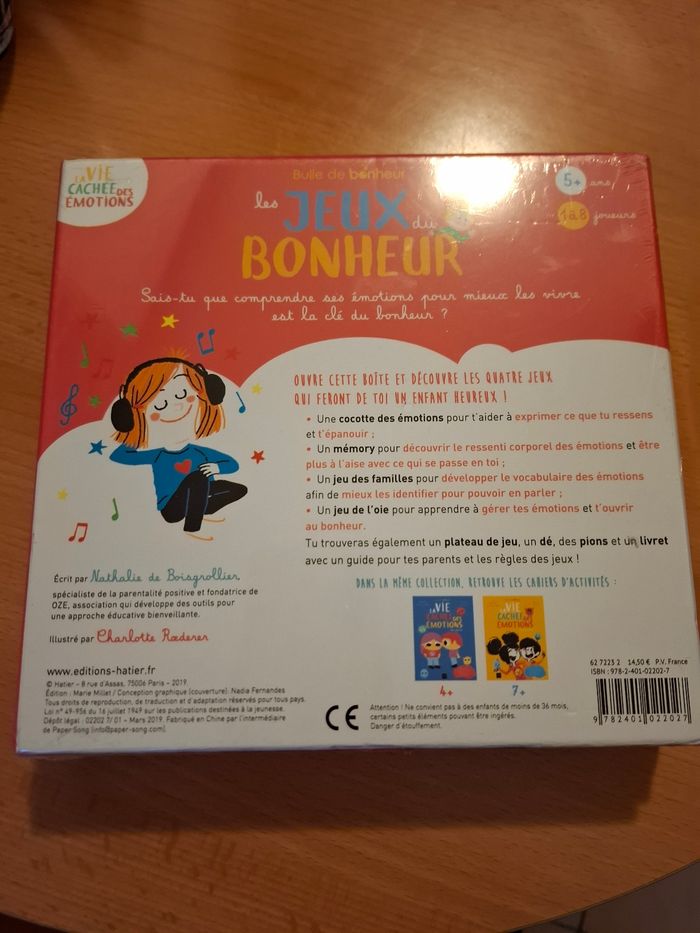 LA VIE
CACHÉE DES
ÉMOTIONS
Bulle de bonheur
les JEUX du
BONHEUR
5+ ans
1 à 8 joueurs
Sais-tu que comprendre ses émotions pour mieux les vivre
est la clé du bonheur ?
OUVRE CETTE BOÎTE ET DÉCOUVRE LES QUATRE JEUX
QUI FERONT DE TOI UN ENFANT HEUREUX !
• Une cocotte des émotions pour t'aider à exprimer ce que tu ressens
et t'épanouir ;
• Un mémory pour découvrir le ressenti corporel des émotions et être
plus à l'aise avec ce qui se passe en toi ;
• Un jeu des familles pour développer le vocabulaire des émotions
afin de mieux les identifier pour pouvoir en parler ;
• Un jeu de l'oie pour apprendre à gérer tes émotions et t'ouvrir
au bonheur.
Tu trouveras également un plateau de jeu, un dé, des pions et un livret
avec un guide pour tes parents et les règles des jeux !
Écrit par Nathalie de Boisgrollier,
spécialiste de la parentalité positive et fondatrice de
OZE, association qui développe des outils pour
une approche éducative bienveillante.
Illustré par Charlotte Rœderer
DANS LA MÊME COLLECTION, RETROUVE LES CAHIERS D'ACTIVITÉS :
LA VIE
CACHÉE DES
ÉMOTIONS
4+
LA VIE
CACHÉE DES
ÉMOTIONS
7+
www.editions-hatier.fr
© Hatier – 8 rue d'Assas, 75006 Paris – 2019.
Édition : Marie Millet / Conception graphique (couverture), Nadia Fernandes
Tous droits de reproduction, de traduction et d'adaptation réservés pour tous pays.
Loi n° 49-956 du 16 juillet 1949 sur les publications destinées à la jeunesse.
Dépôt légal : 02202 7/ 01 – Mars 2019. Fabriqué en Chine par l'intermédiaire
de Paper Song (info@paper-song.com).
CE
Attention ! Ne convient pas à des enfants de moins de 36 mois,
certains petits éléments pouvant être ingérés.
Danger d'étouffement.
62 7223 2 14,50 € P.V. France
ISBN : 978-2-401-02202-7
9 782401 022027